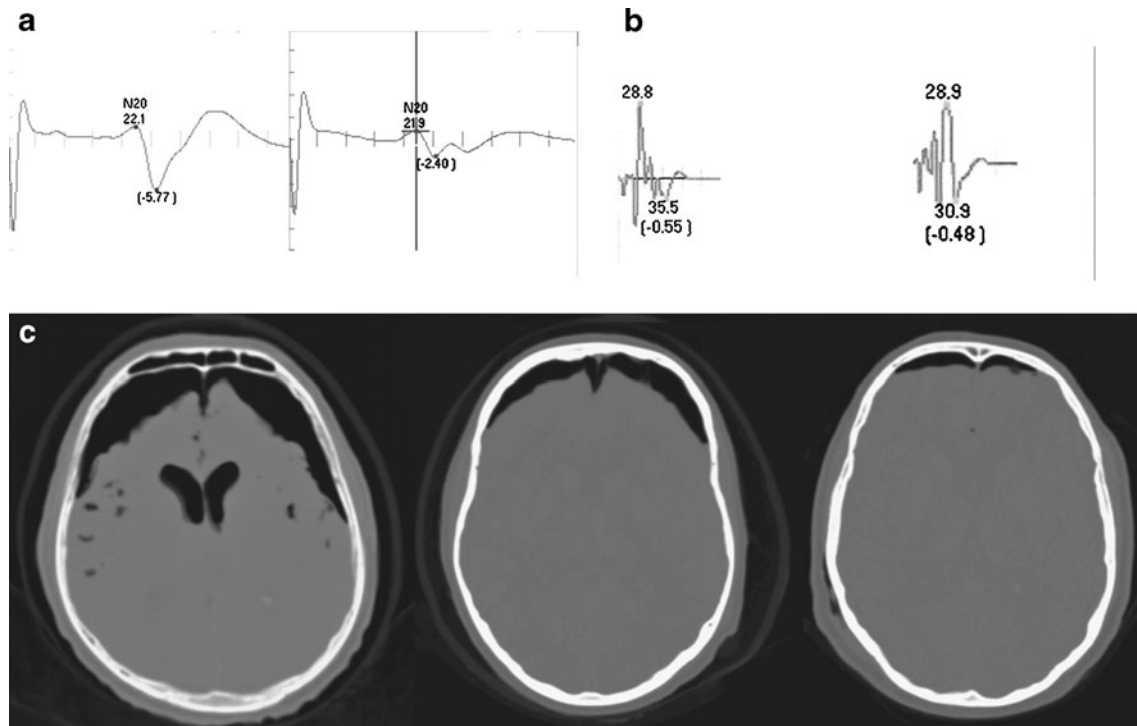 a
N20
22.1
(-5.77)
N20
21.9
(-2.40)
b
28.8
35.5
(-0.55)
28.9
30.9
(-0.48)
c